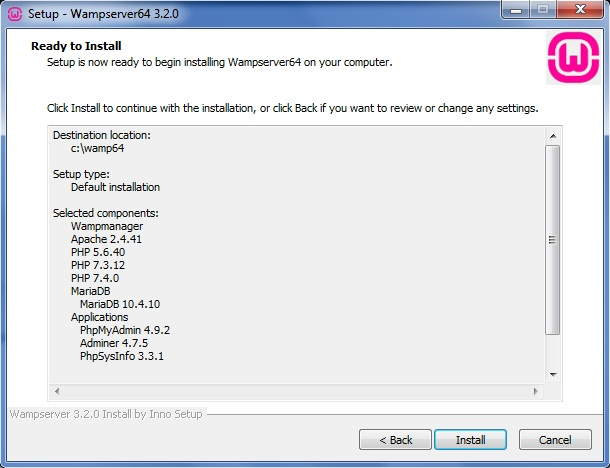 Setup - Wampserver64 3.2.0
Ready to Install
Setup is now ready to begin installing Wampserver64 on your computer.
W
Click Install to continue with the installation, or click Back if you want to review or change any settings.
Destination location:
c:\wamp64
Setup type:
Default installation
Selected components:
Wampmanager
Apache 2.4.41
PHP 5.6.40
PHP 7.3.12
PHP 7.4.0
MariaDB
MariaDB 10.4.10
Applications
PhpMyAdmin 4.9.2
Adminer 4.7.5
PhpSysInfo 3.3.1
Wampserver 3.2.0 Install by Inno Setup
< Back Install Cancel